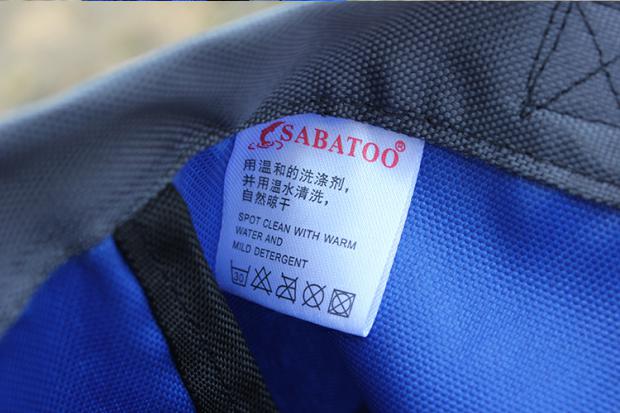 SABATOO®
用温和的洗涤剂，
并用温水清洗，
自然晾干
SPOT CLEAN WITH WARM
WATER AND
MILD DETERGENT
30